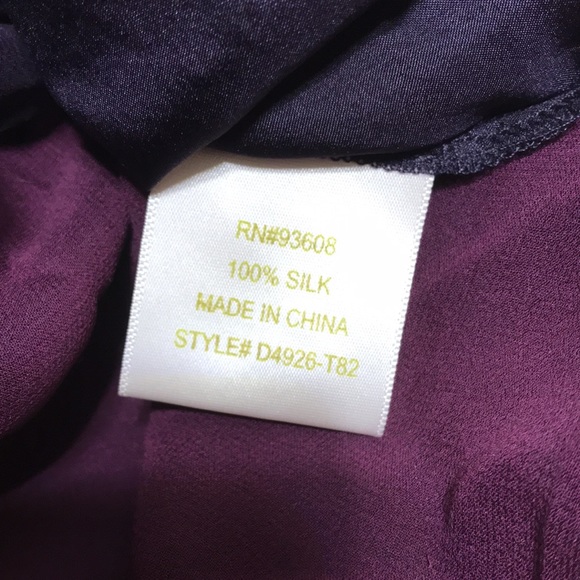 RN#93608
100% SILK
MADE IN CHINA
STYLE# D4926-T82